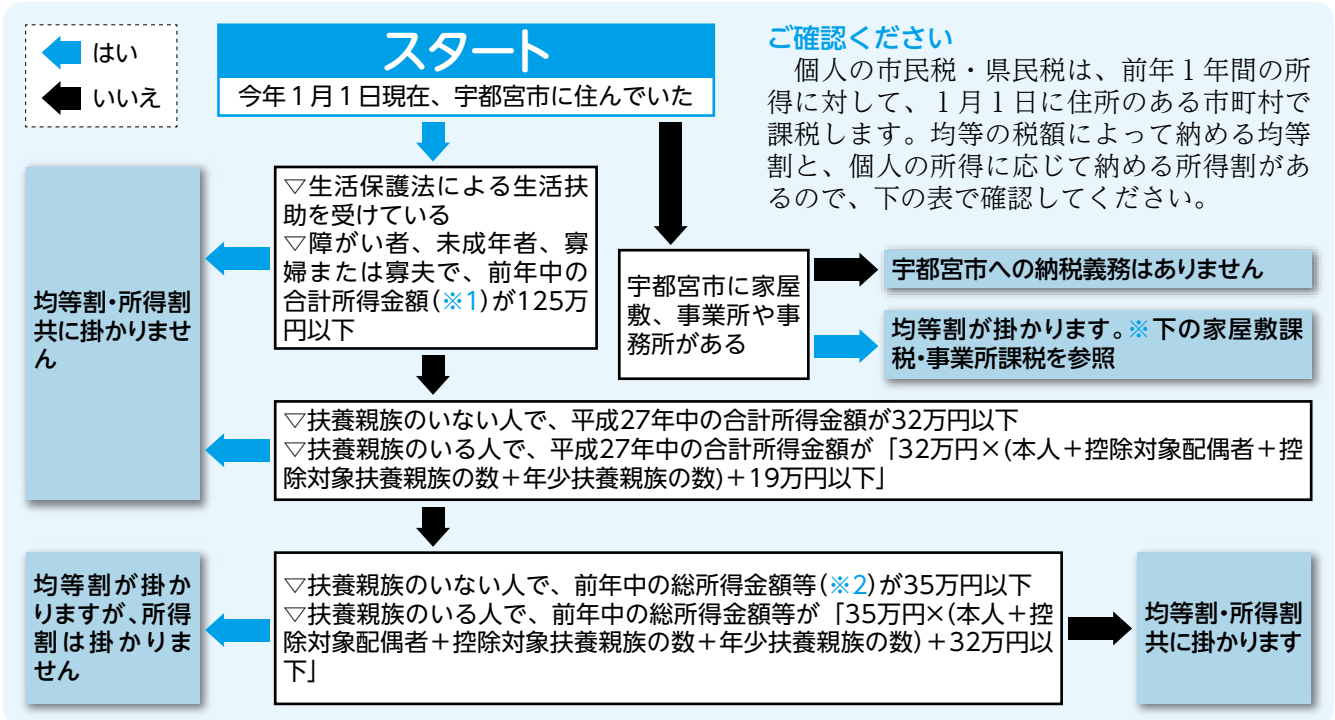 はい
いいえ
スタート
今年1月1日現在、宇都宮市に住んでいた
ご確認ください
個人の市民税・県民税は、前年1年間の所
得に対して、1月1日に住所のある市町村で
課税します。均等の税額によって納める均等
割と、個人の所得に応じて納める所得割があ
るので、下の表で確認してください。
▽生活保護法による生活扶
助を受けている
▽障がい者、未成年者、寡
婦または寡夫で、前年中の
合計所得金額(※1)が125万
円以下
均等割・所得割
共に掛かりませ
ん
宇都宮市に家屋
敷、事業所や事
務所がある
宇都宮市への納税義務はありません
均等割が掛かります。※下の家屋敷課
税・事業所課税を参照
▽扶養親族のいない人で、平成27年中の合計所得金額が32万円以下
▽扶養親族のいる人で、平成27年中の合計所得金額が「32万円×(本人+控除対象配偶者+控
除対象扶養親族の数+年少扶養親族の数)+19万円以下」
均等割が掛か
りますが、所得
割は掛かりま
せん
▽扶養親族のいない人で、前年中の総所得金額等(※2)が35万円以下
▽扶養親族のいる人で、前年中の総所得金額等が「35万円×(本人+控
除対象配偶者+控除対象扶養親族の数+年少扶養親族の数)+32万円以
下」
均等割・所得割
共に掛かります